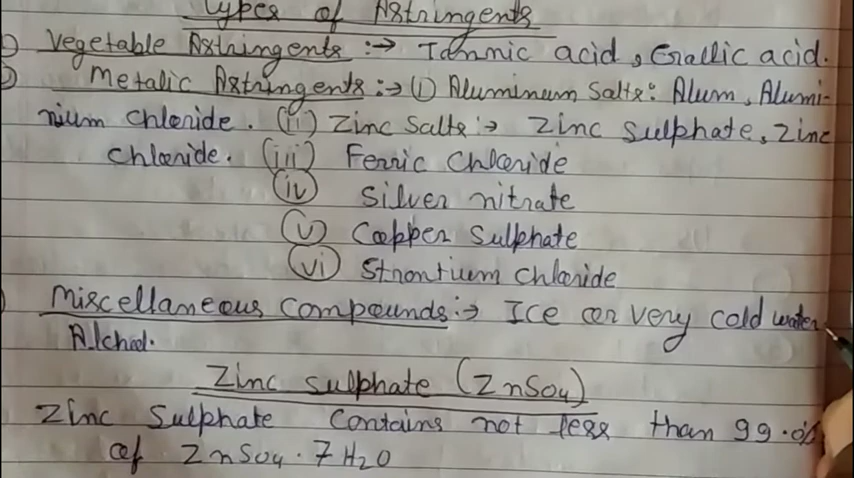 Types of Astringents
Vegetable Astringents :→ Tannic acid, Gallic acid.
Metalic Astringents :→ (i) Aluminum Salts: Alum, Alumi-
nium chloride. (ii) Zinc Salts :→ Zinc sulphate, Zinc
chloride. (iii) Ferric Chloride
(iv) Silver nitrate
(v) Copper Sulphate
(vi) Strontium chloride
Miscellaneous Compounds :→ Ice or very cold water
Alchol.
Zinc sulphate (ZnSO4)
Zinc Sulphate contains not less than 99.0%
of ZnSO4.7H2O